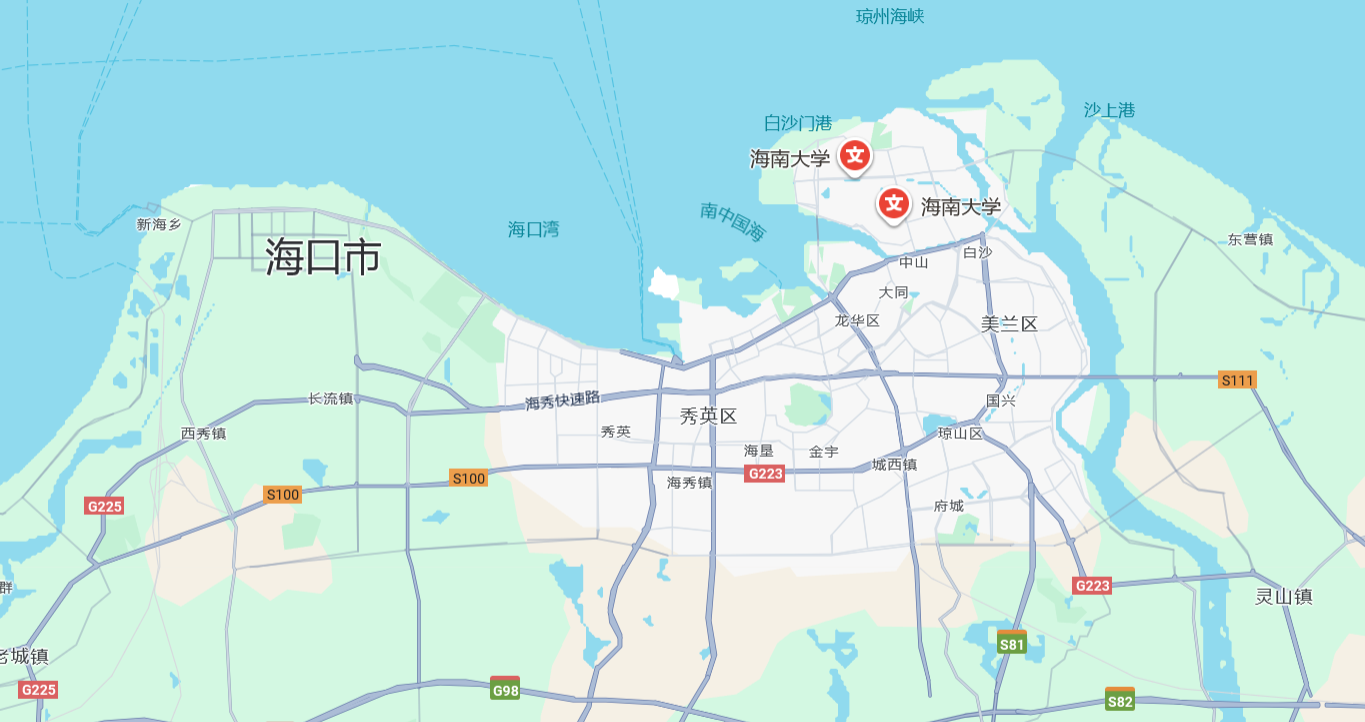 琼州海峡
沙上港
白沙门港
海南大学
文
文
海南大学
南中国海
新海乡
海口湾
东营镇
海口市
白沙
中山
大同
龙华区
美兰区
S111
长流镇
海秀快速路
国兴
秀英区
西秀镇
秀英
琼山区
海垦
金宇
城西镇
S100
G223
海秀镇
S100
G225
府城
群
G223
灵山镇
S81
老城镇
G225
G98
S82